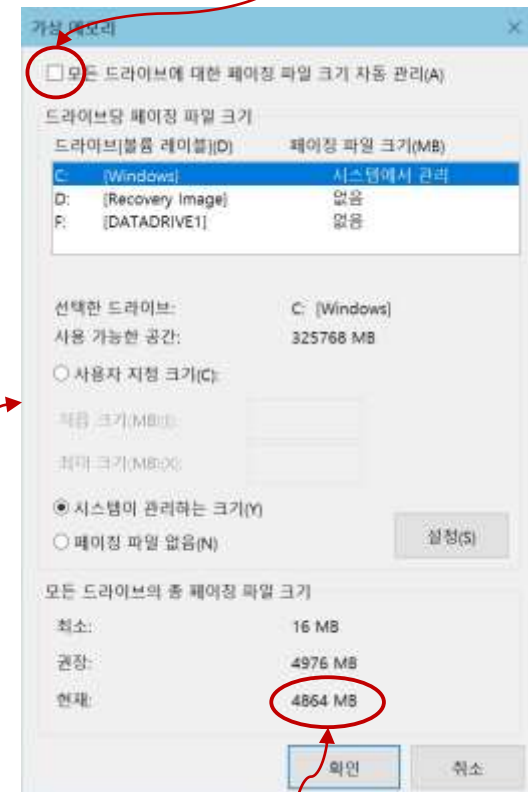 가상 메모리
모든 드라이브에 대한 페이징 파일 크기 자동 관리(A)
드라이브당 페이징 파일 크기
드라이브[볼륨 레이블](D) 페이징 파일 크기(MB)
C: [Windows] 시스템에서 관리
D: [Recovery Image] 없음
F: [DATADRIVE1] 없음
선택한 드라이브: C: [Windows]
사용 가능한 공간: 325768 MB
사용자 지정 크기(C):
처음 크기(MB)(I):
최대 크기(MB)(X):
시스템이 관리하는 크기(Y)
페이징 파일 없음(N)
설정(S)
모든 드라이브의 총 페이징 파일 크기
최소: 16 MB
권장: 4976 MB
현재: 4864 MB
확인 취소